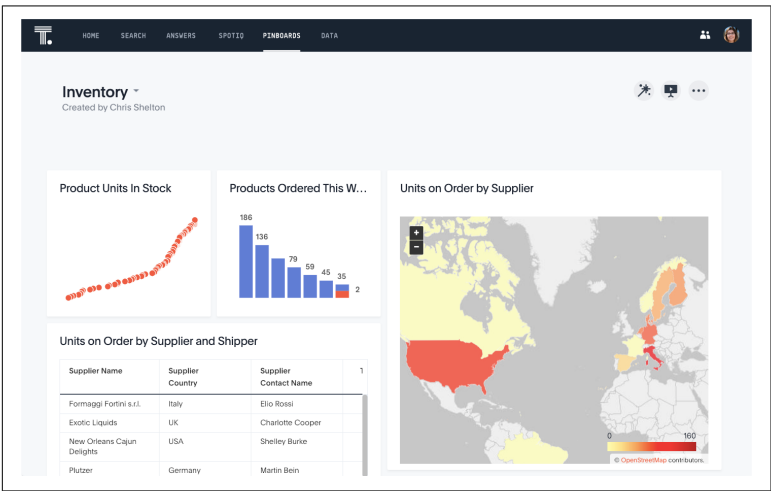 T.
HOME SEARCH ANSWERS SPOTIQ PINBOARDS DATA
Inventory
Created by Chris Shelton
Product Units In Stock
Products Ordered This W...
186
136
79
59
45
35
2
Units on Order by Supplier
+
-
0 160
© OpenStreetMap contributors.
Units on Order by Supplier and Shipper
Supplier Name Supplier Country Supplier Contact Name T
Formaggi Fortini s.r.l. Italy Elio Rossi
Exotic Liquids UK Charlotte Cooper
New Orleans Cajun Delights USA Shelley Burke
Plutzer Germany Martin Bein